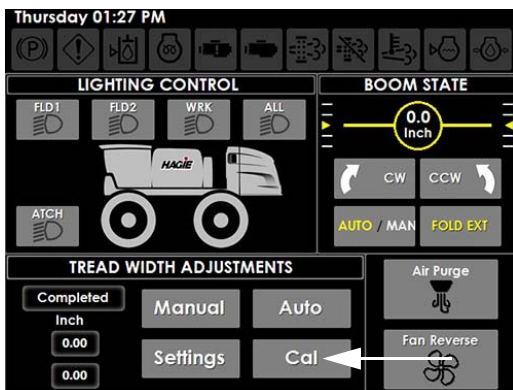 Thursday 01:27 PM
(P)
LIGHTING CONTROL
FLD1 FLD2 WRK ALL
HAGIE
ATCH
BOOM STATE
0.0
Inch
CW CCW
AUTO / MAN FOLD EXT
TREAD WIDTH ADJUSTMENTS
Completed
Inch
0.00
0.00
Manual Auto
Settings Cal
Air Purge
Fan Reverse